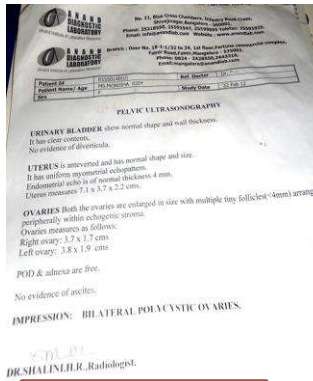 ANAND
DIAGNOSTIC
LABORATORY
No. 11, Blue Cross Chambers, Infantry Road Cross,
ANAND
DIAGNOSTIC
LABORATORY
Patient Id
Patient Name/ Age
Sex
Ref. Doctor
Study Date
PELVIC ULTRASONOGRAPHY
URINARY BLADDER show normal shape and wall thickness.
It has clear contents.
No evidence of diverticula.
UTERUS is anteverted and has normal shape and size.
It has uniform myometrial echopattern.
Endometrial echo is of normal thickness 4 mm.
Uterus measures 7.1 x 3.7 x 2.2 cms.
OVARIES Both the ovaries are enlarged in size with multiple tiny follicles(<4mm) arrang
peripherally within echogenic stroma.
Ovaries measures as follows:
Right ovary: 3.7 x 1.7 cms
Left ovary: 3.8 x 1.9 cms
POD & adnexa are free.
No evidence of ascites.
IMPRESSION: BILATERAL POLYCYSTIC OVARIES.
DR.SHALINI.H.R.,Radiologist.